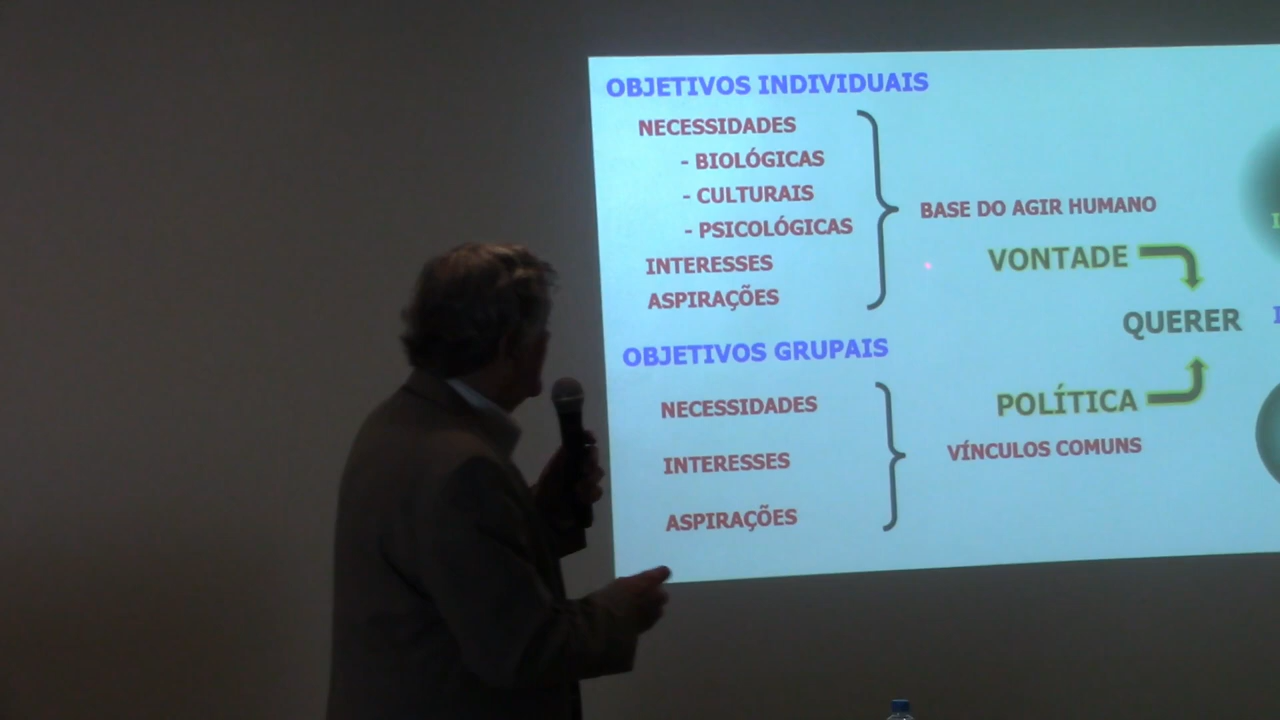 OBJETIVOS INDIVIDUAIS
NECESSIDADES
- BIOLÓGICAS
- CULTURAIS
- PSICOLÓGICAS
INTERESSES
ASPIRAÇÕES
BASE DO AGIR HUMANO
VONTADE
QUERER
OBJETIVOS GRUPAIS
NECESSIDADES
INTERESSES
ASPIRAÇÕES
POLÍTICA
VÍNCULOS COMUNS